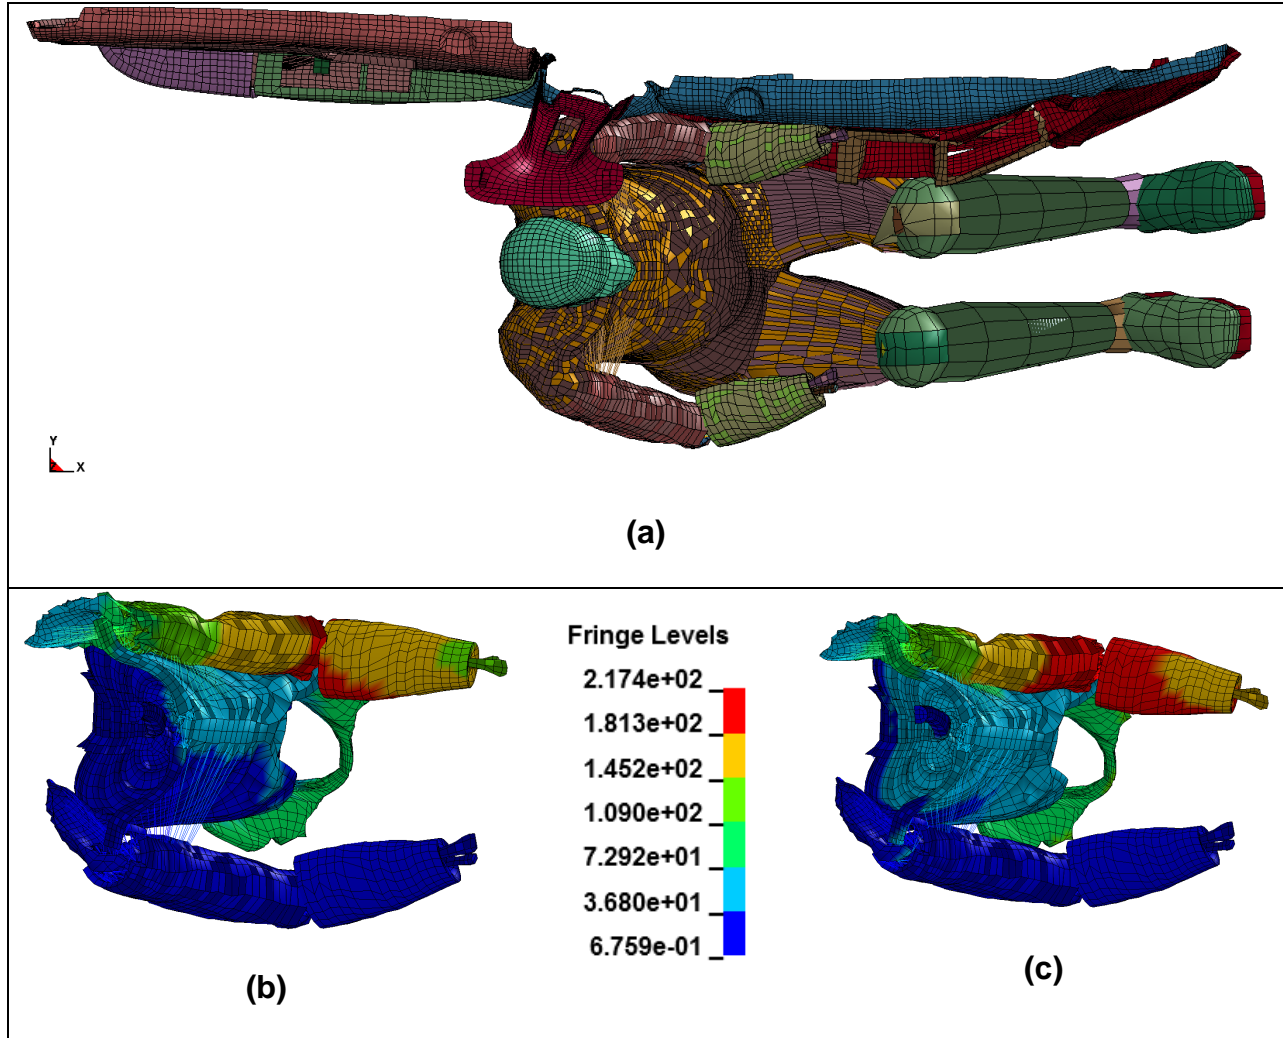 Y
Z X
(a)
Fringe Levels
2.174e+02
1.813e+02
1.452e+02
1.090e+02
7.292e+01
3.680e+01
6.759e-01
(b)
(c)